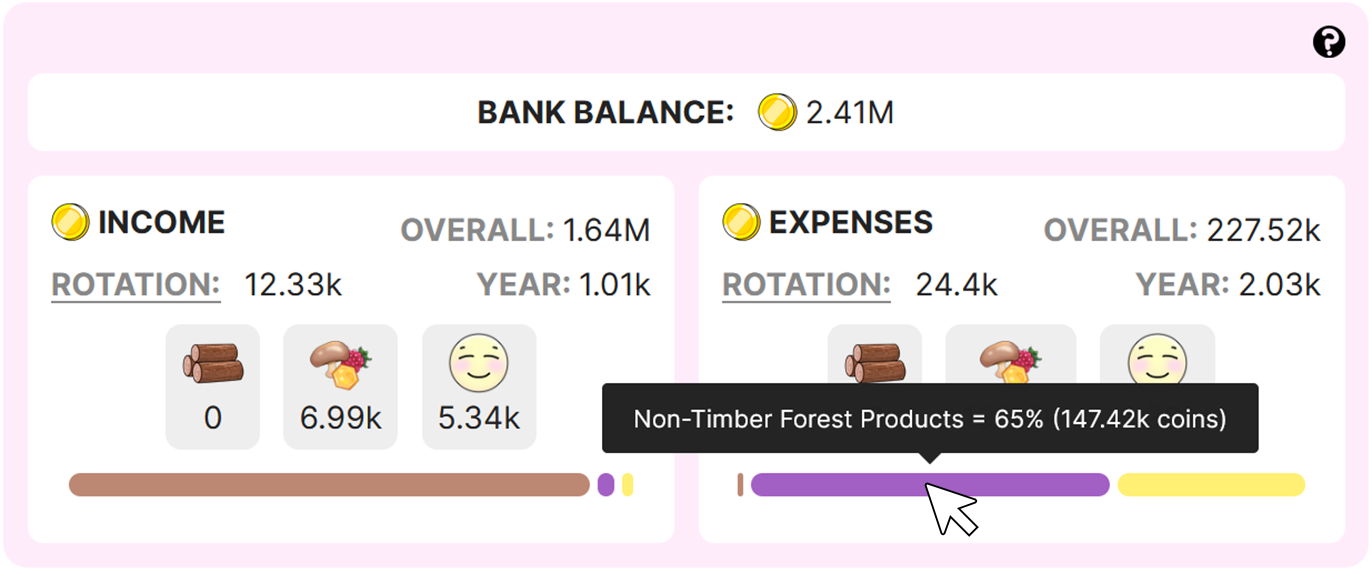 ?
BANK BALANCE: 2.41M
INCOME
OVERALL: 1.64M
ROTATION: 12.33k
YEAR: 1.01k
0
6.99k
5.34k
EXPENSES
OVERALL: 227.52k
ROTATION: 24.4k
YEAR: 2.03k
Non-Timber Forest Products = 65% (147.42k coins)